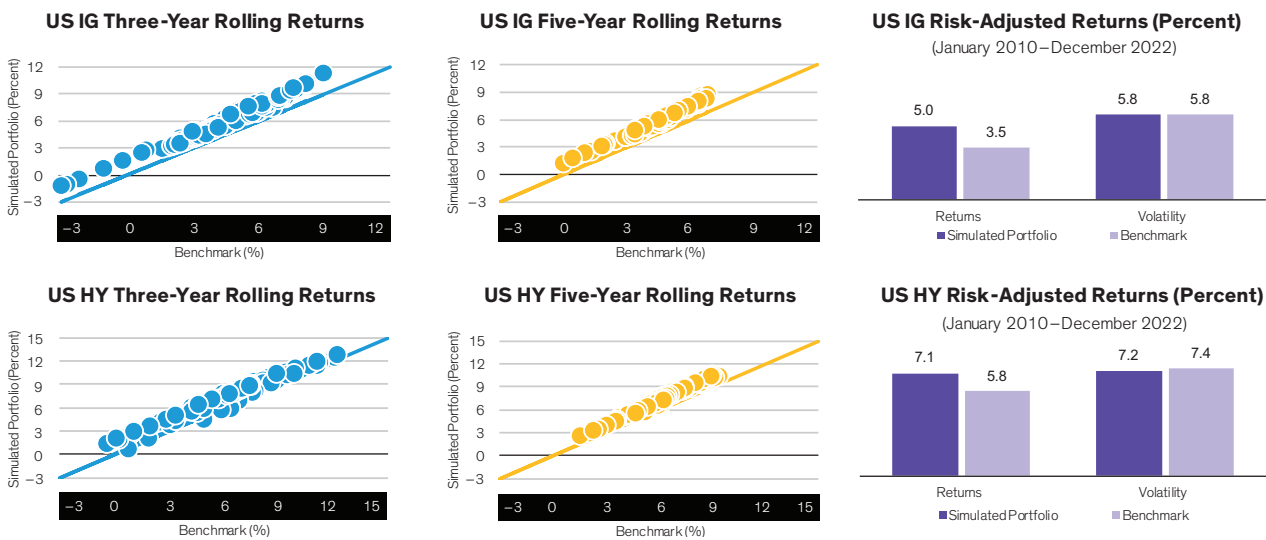 US IG Three-Year Rolling Returns
Simulated Portfolio (Percent)
12
9
6
3
0
−3
−3 0 3 6 9 12
Benchmark (%)
US IG Five-Year Rolling Returns
Simulated Portfolio (Percent)
12
9
6
3
0
−3
−3 0 3 6 9 12
Benchmark (%)
US IG Risk-Adjusted Returns (Percent)
(January 2010–December 2022)
5.0 3.5 5.8 5.8
Returns Volatility
Simulated Portfolio Benchmark
US HY Three-Year Rolling Returns
Simulated Portfolio (Percent)
15
12
9
6
3
0
−3
−3 0 3 6 9 12 15
Benchmark (%)
US HY Five-Year Rolling Returns
Simulated Portfolio (Percent)
15
12
9
6
3
0
−3
−3 0 3 6 9 12 15
Benchmark (%)
US HY Risk-Adjusted Returns (Percent)
(January 2010–December 2022)
7.1 5.8 7.2 7.4
Returns Volatility
Simulated Portfolio Benchmark